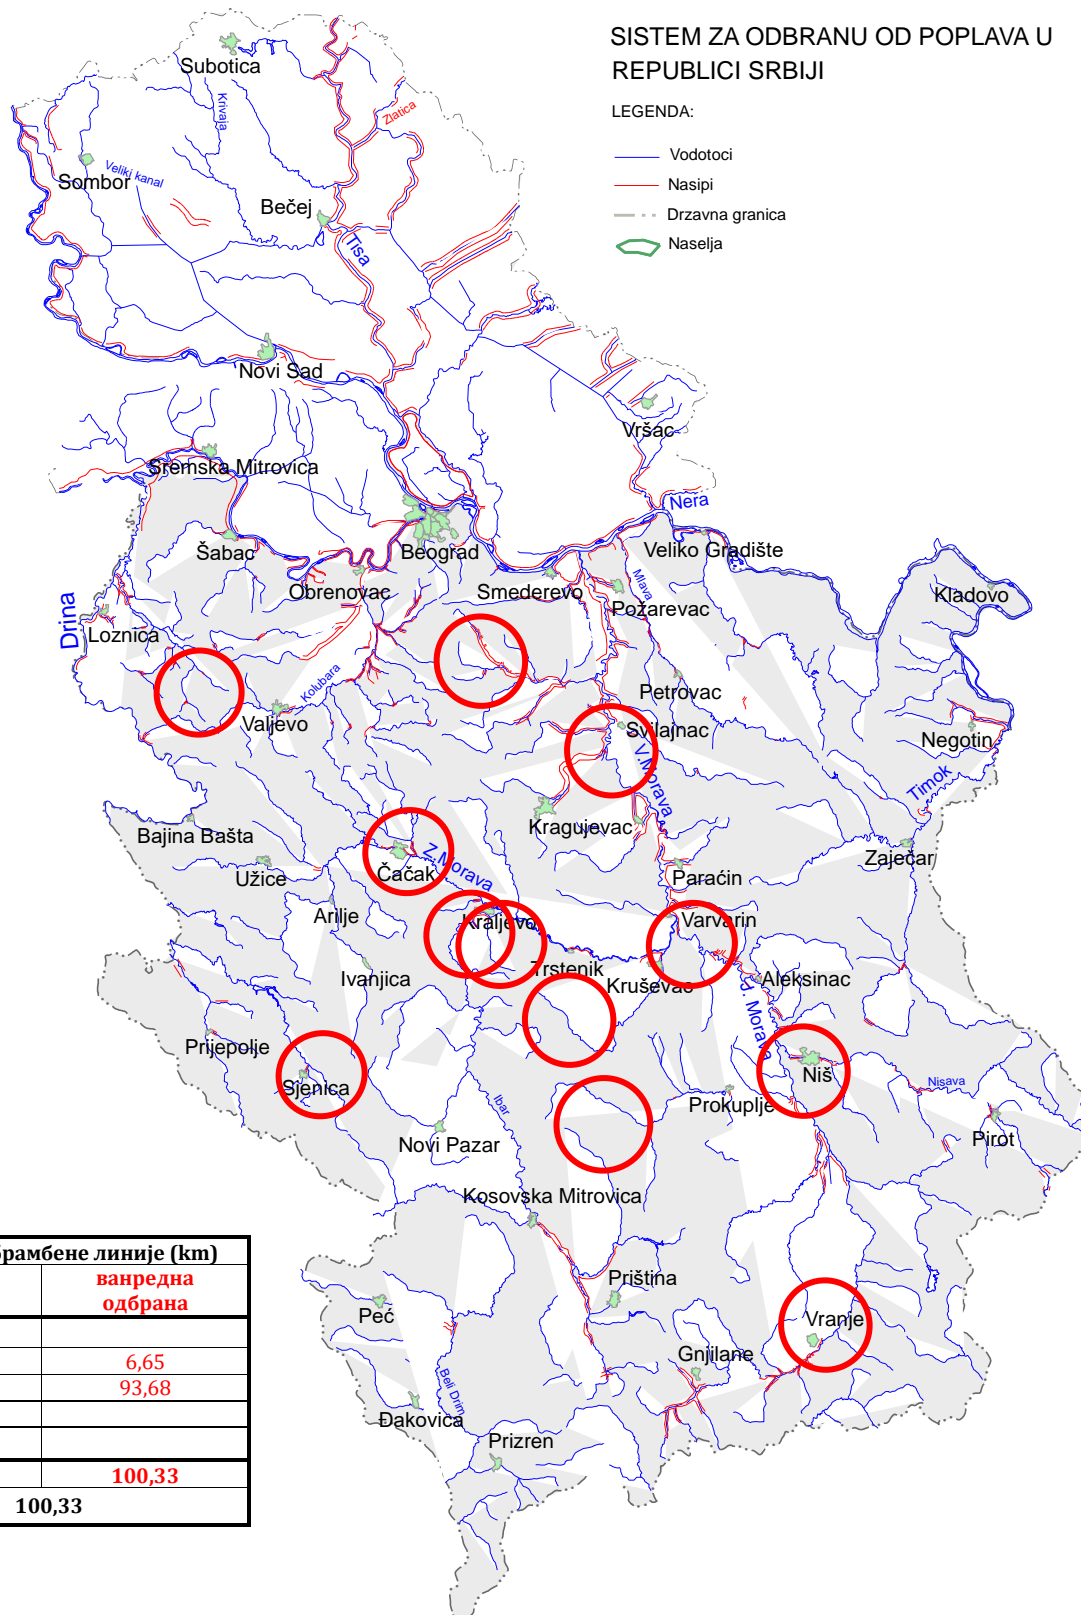 SISTEM ZA ODBRANU OD POPLAVA U
REPUBLICI SRBIJI
LEGENDA:
Vodotoci
Nasipi
Drzavna granica
Naselja
Subotica
Krivaja
Zlatica
Sombor
Veliki kanal
Bečej
Tisa
Novi Sad
Vršac
Sremska Mitrovica
Nera
Šabac
Beograd
Veliko Gradište
Obrenovac
Smederevo
Mlava
Požarevac
Kladovo
Drina
Loznica
Kolubara
Petrovac
Valjevo
Svilajnac
Negotin
V.Morava
Timok
Bajina Bašta
Kragujevac
Zaječar
Užice
Čačak
Z.Morava
Paraćin
Arilje
Kraljevo
Varvarin
Ivanjica
Trstenik
Kruševac
Aleksinac
J. Morava
Prijepolje
Sjenica
Niš
Nisava
Ibar
Prokuplje
Pirot
Novi Pazar
Kosovska Mitrovica
Priština
Peć
Vranje
Gnjilane
Beli Drim
Đakovica
Prizren
брамбене линије (km)
ванредна
одбрана
6,65
93,68
100,33
100,33